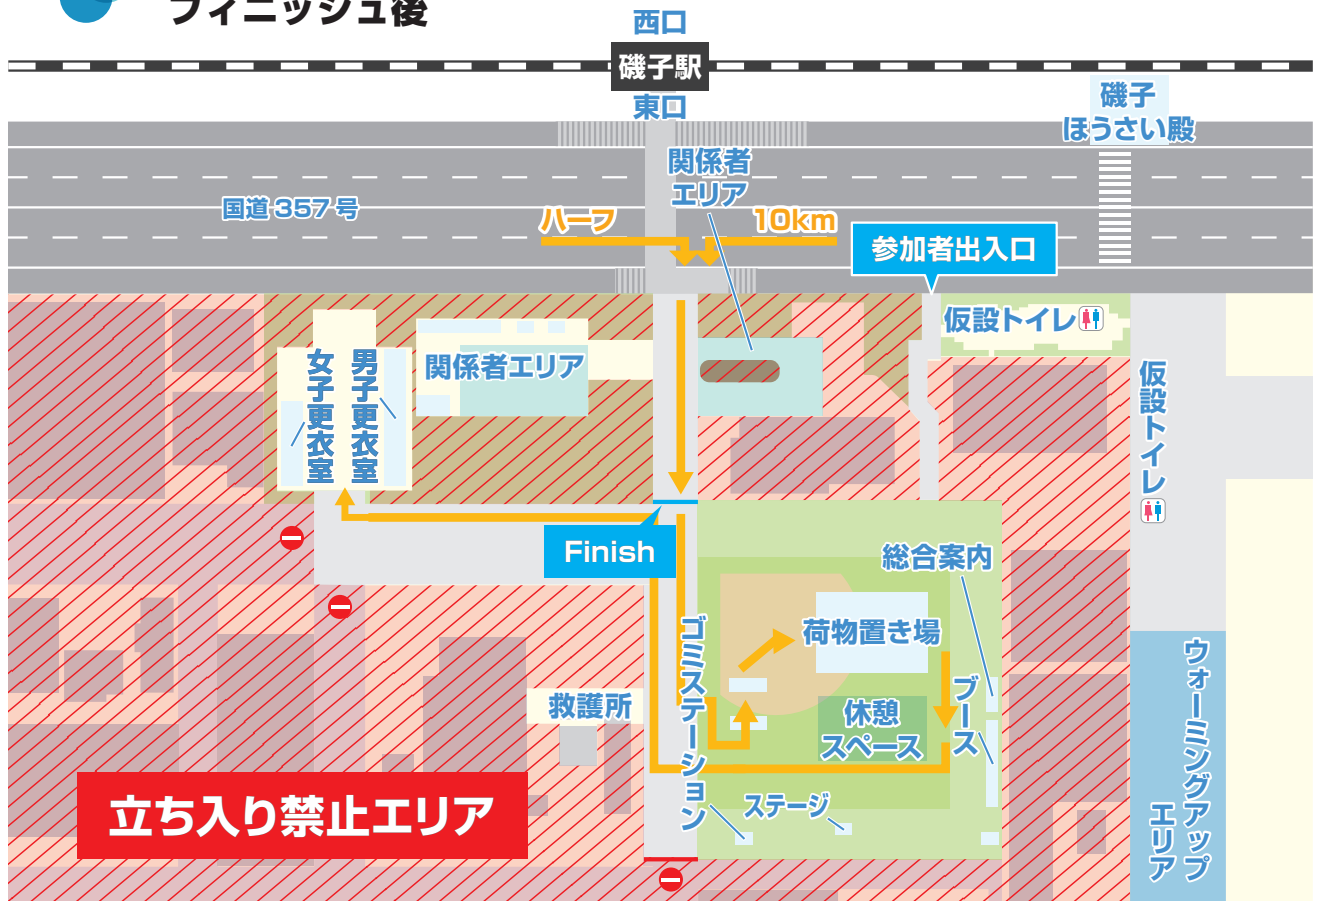 フィニッシュ後
西口
磯子駅
東口
磯子
ほうさい殿
関係者
エリア
国道 357 号
ハーフ
10km
参加者出入口
仮設トイレ
女子更衣室
男子更衣室
関係者エリア
仮設トイレ
Finish
総合案内
ゴミステーション
荷物置き場
ブース
休憩
スペース
救護所
ウォーミングアップ
エリア
立ち入り禁止エリア
ステージ